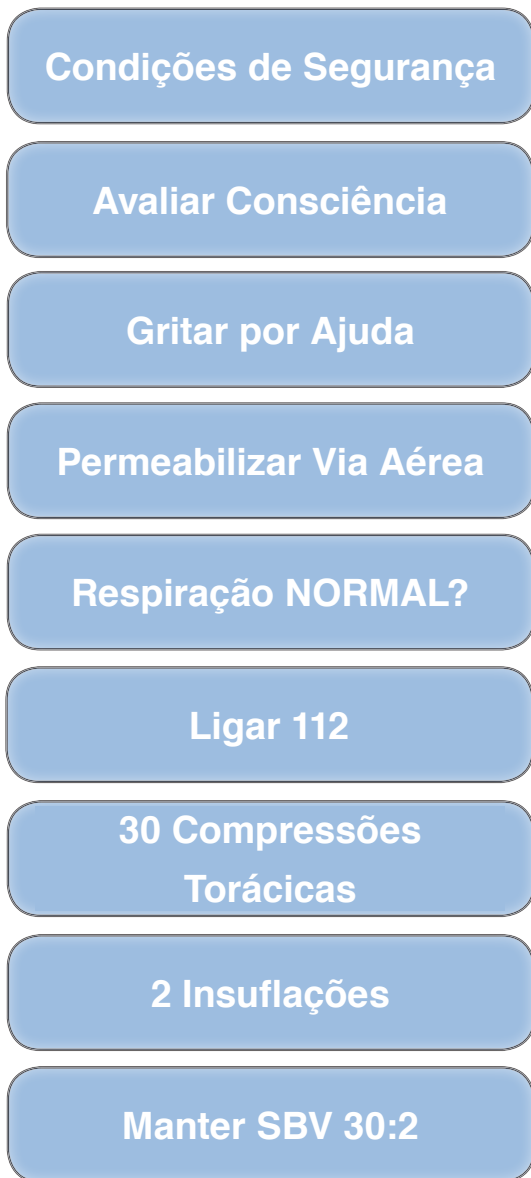 Condições de Segurança
Avaliar Consciência
Gritar por Ajuda
Permeabilizar Via Aérea
Respiração NORMAL?
Ligar 112
30 Compressões
Torácicas
2 Insuflações
Manter SBV 30:2